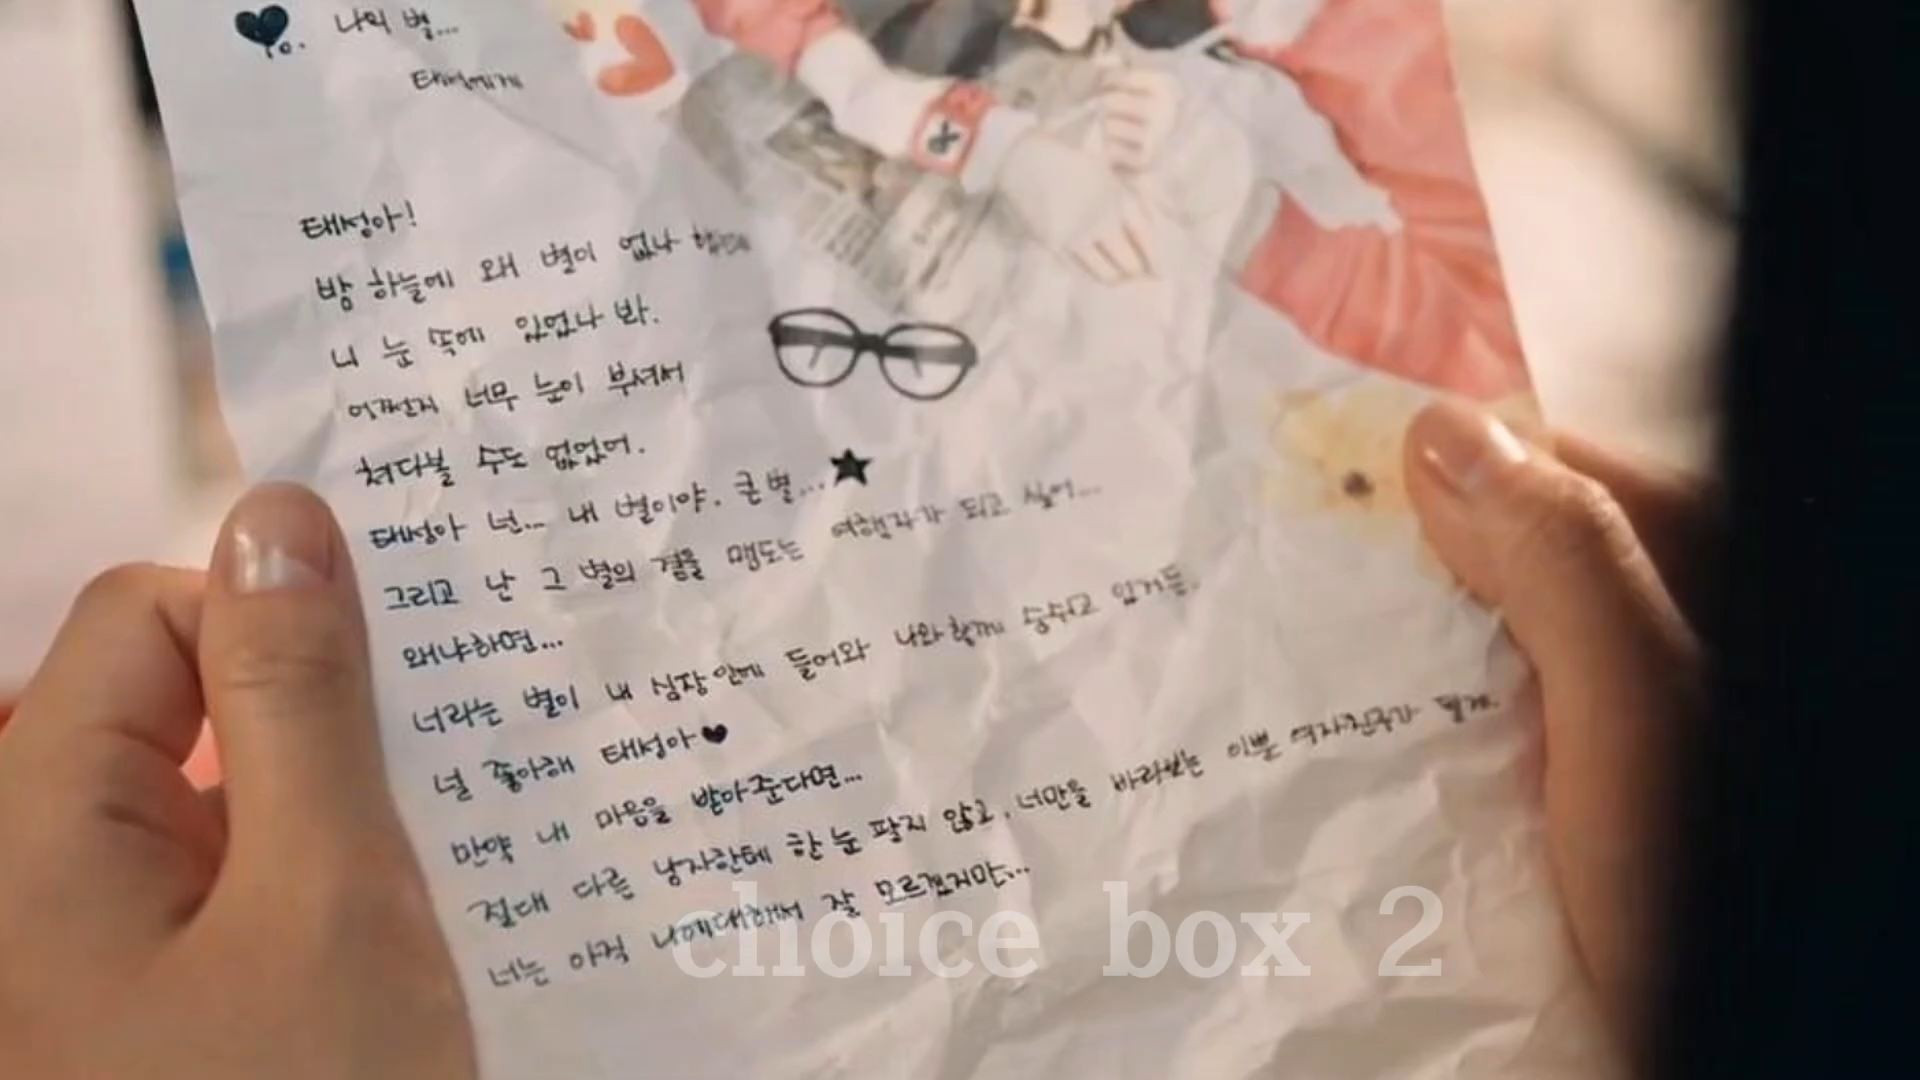 To. 나의 별...
태성에게
태성아!
밤 하늘에 왜 별이 없나 했더니
니 눈 속에 있었나 봐.
어쩐지 너무 눈이 부셔서
쳐다볼 수도 없었어.
태성아 넌... 내 별이야. 큰 별...
그리고 난 그 별의 곁을 맴도는 여행자가 되고 싶어...
왜냐하면...
너라는 별이 내 심장 안에 들어와 나와 함께 숨쉬고 있거든.
널 좋아해 태성아
만약 내 마음을 받아준다면...
절대 다른 남자한테 한눈 팔지 않고, 너만을 바라보는 이쁜 여자친구가 될게.
너는 아직 나에대해서 잘 모르겠지만...
choice box 2